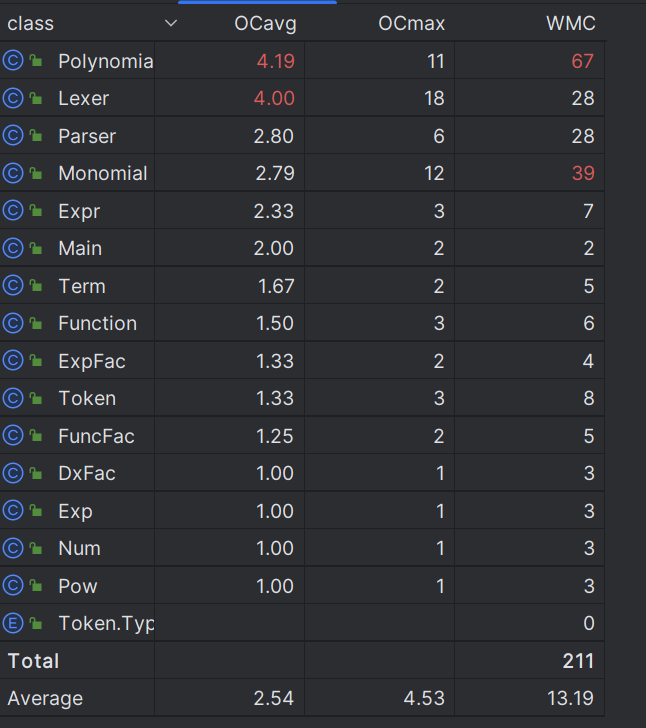 class OCavg OCmax WMC
C Polynomia 4.19 11 67
C Lexer 4.00 18 28
C Parser 2.80 6 28
C Monomial 2.79 12 39
C Expr 2.33 3 7
C Main 2.00 2 2
C Term 1.67 2 5
C Function 1.50 3 6
C ExpFac 1.33 2 4
C Token 1.33 3 8
C FuncFac 1.25 2 5
C DxFac 1.00 1 3
C Exp 1.00 1 3
C Num 1.00 1 3
C Pow 1.00 1 3
E Token.Typ 0
Total 211
Average 2.54 4.53 13.19